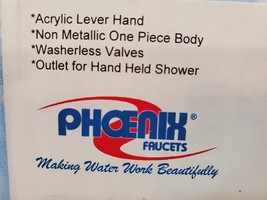 *Acrylic Lever Hand
*Non Metallic One Piece Body
*Washerless Valves
*Outlet for Hand Held Shower
PHOENIX®
FAUCETS
Making Water Work Beautifully